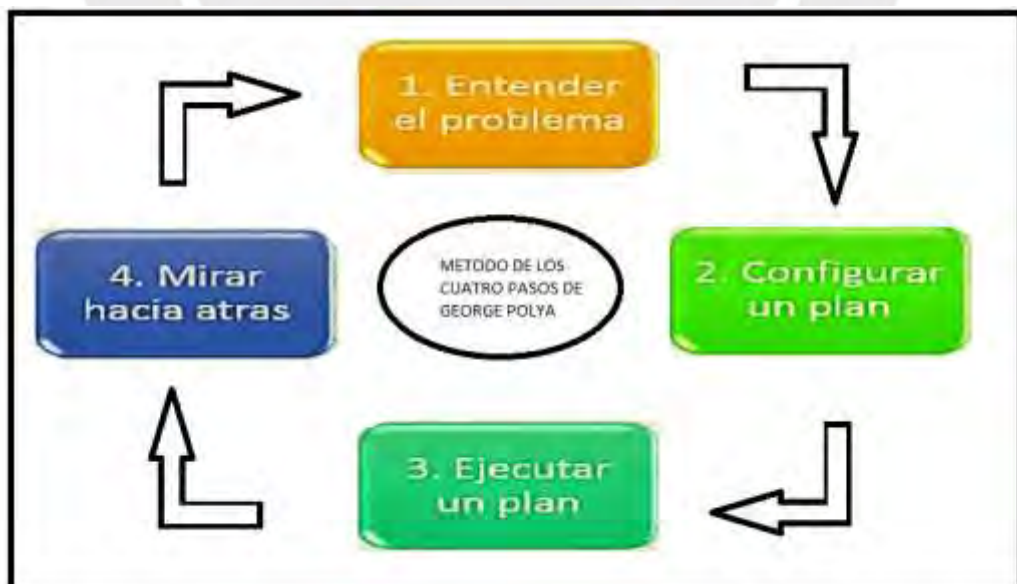 1. Entender
el problema
4. Mirar
hacia atras
METODO DE LOS
CUATRO PASOS DE
GEORGE POLYA
2. Configurar
un plan
3. Ejecutar
un plan